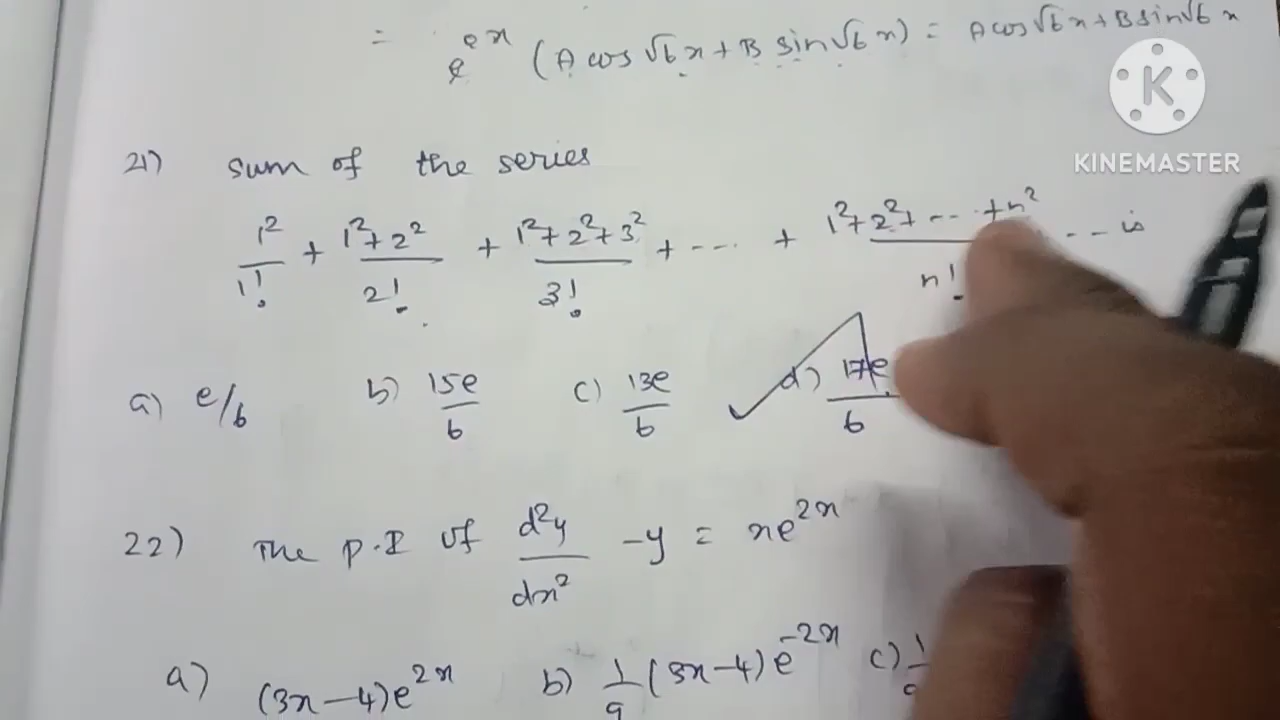 = e^x (A cos √6 x + B sin √6 x) = A cos √6 x + B sin √6 x
K
KINEMASTER
21) sum of the series
1²/1! + 1²+2²/2! + 1²+2²+3²/3! + --- + 1²+2²+ -- +n²/n! -- is
a) e/6 b) 15e/6 c) 13e/6 d) 17e/6
22) The P.I of d²y/dx² - y = xe^2x
a) (3x-4)e^2x b) 1/9 (3x-4)e^-2x c) 1/9